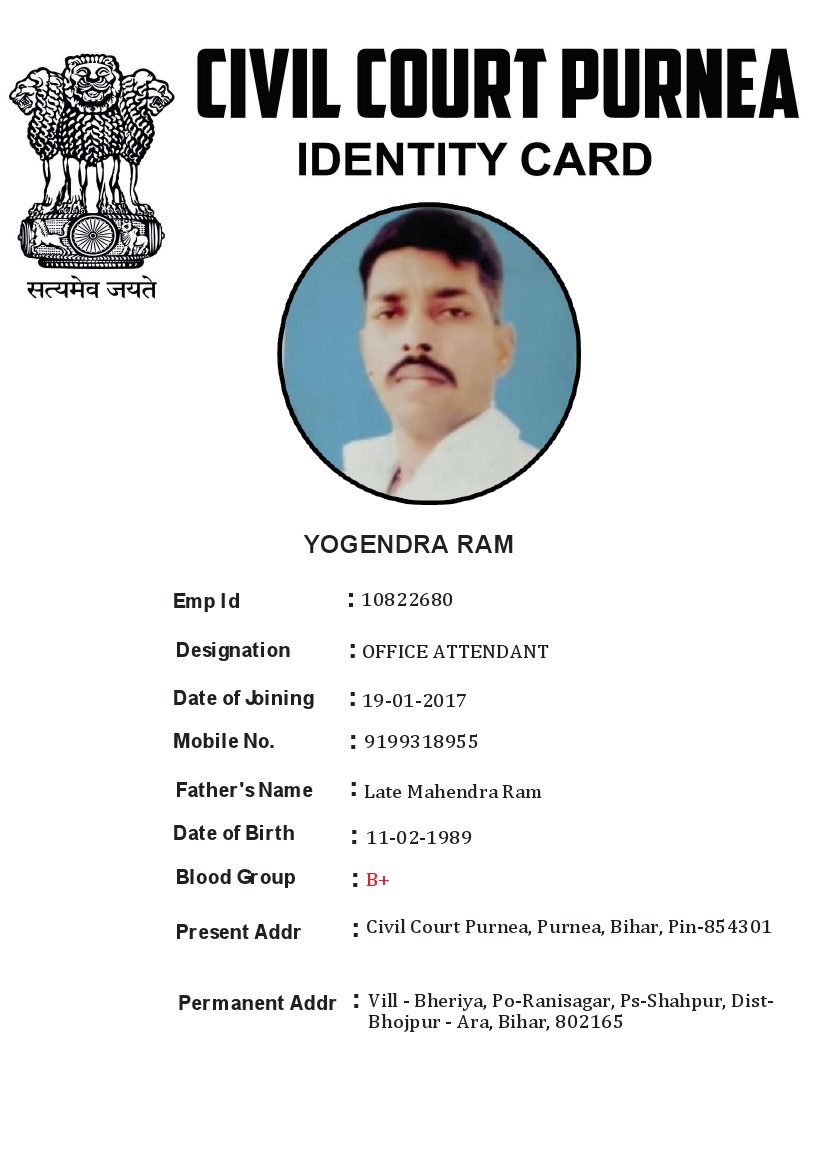 CIVIL COURT PURNEA
IDENTITY CARD
सत्यमेव जयते
YOGENDRA RAM
Emp Id : 10822680
Designation : OFFICE ATTENDANT
Date of Joining : 19-01-2017
Mobile No. : 9199318955
Father's Name : Late Mahendra Ram
Date of Birth : 11-02-1989
Blood Group : B+
Present Addr : Civil Court Purnea, Purnea, Bihar, Pin-854301
Permanent Addr : Vill - Bheriya, Po-Ranisagar, Ps-Shahpur, Dist-
Bhojpur - Ara, Bihar, 802165